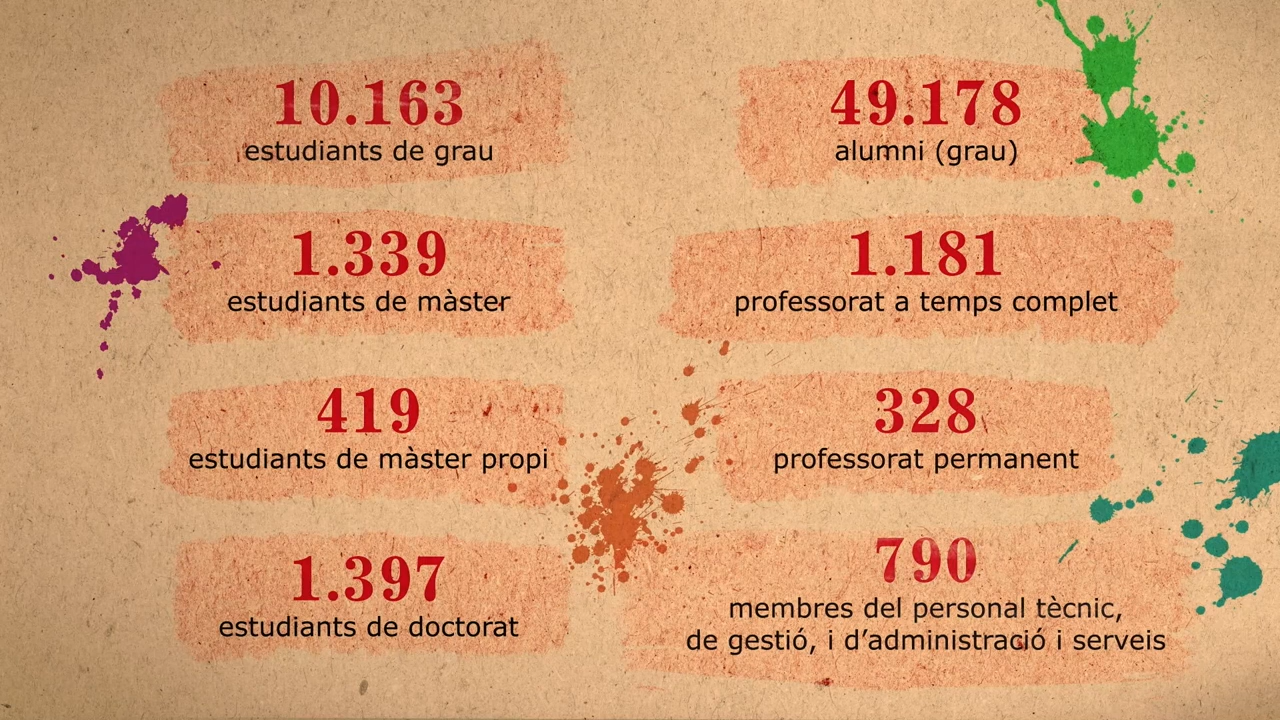 10.163
estudiants de grau
1.339
estudiants de màster
419
estudiants de màster propi
1.397
estudiants de doctorat
49.178
alumni (grau)
1.181
professorat a temps complet
328
professorat permanent
790
membres del personal tècnic,
de gestió, i d’administració i serveis